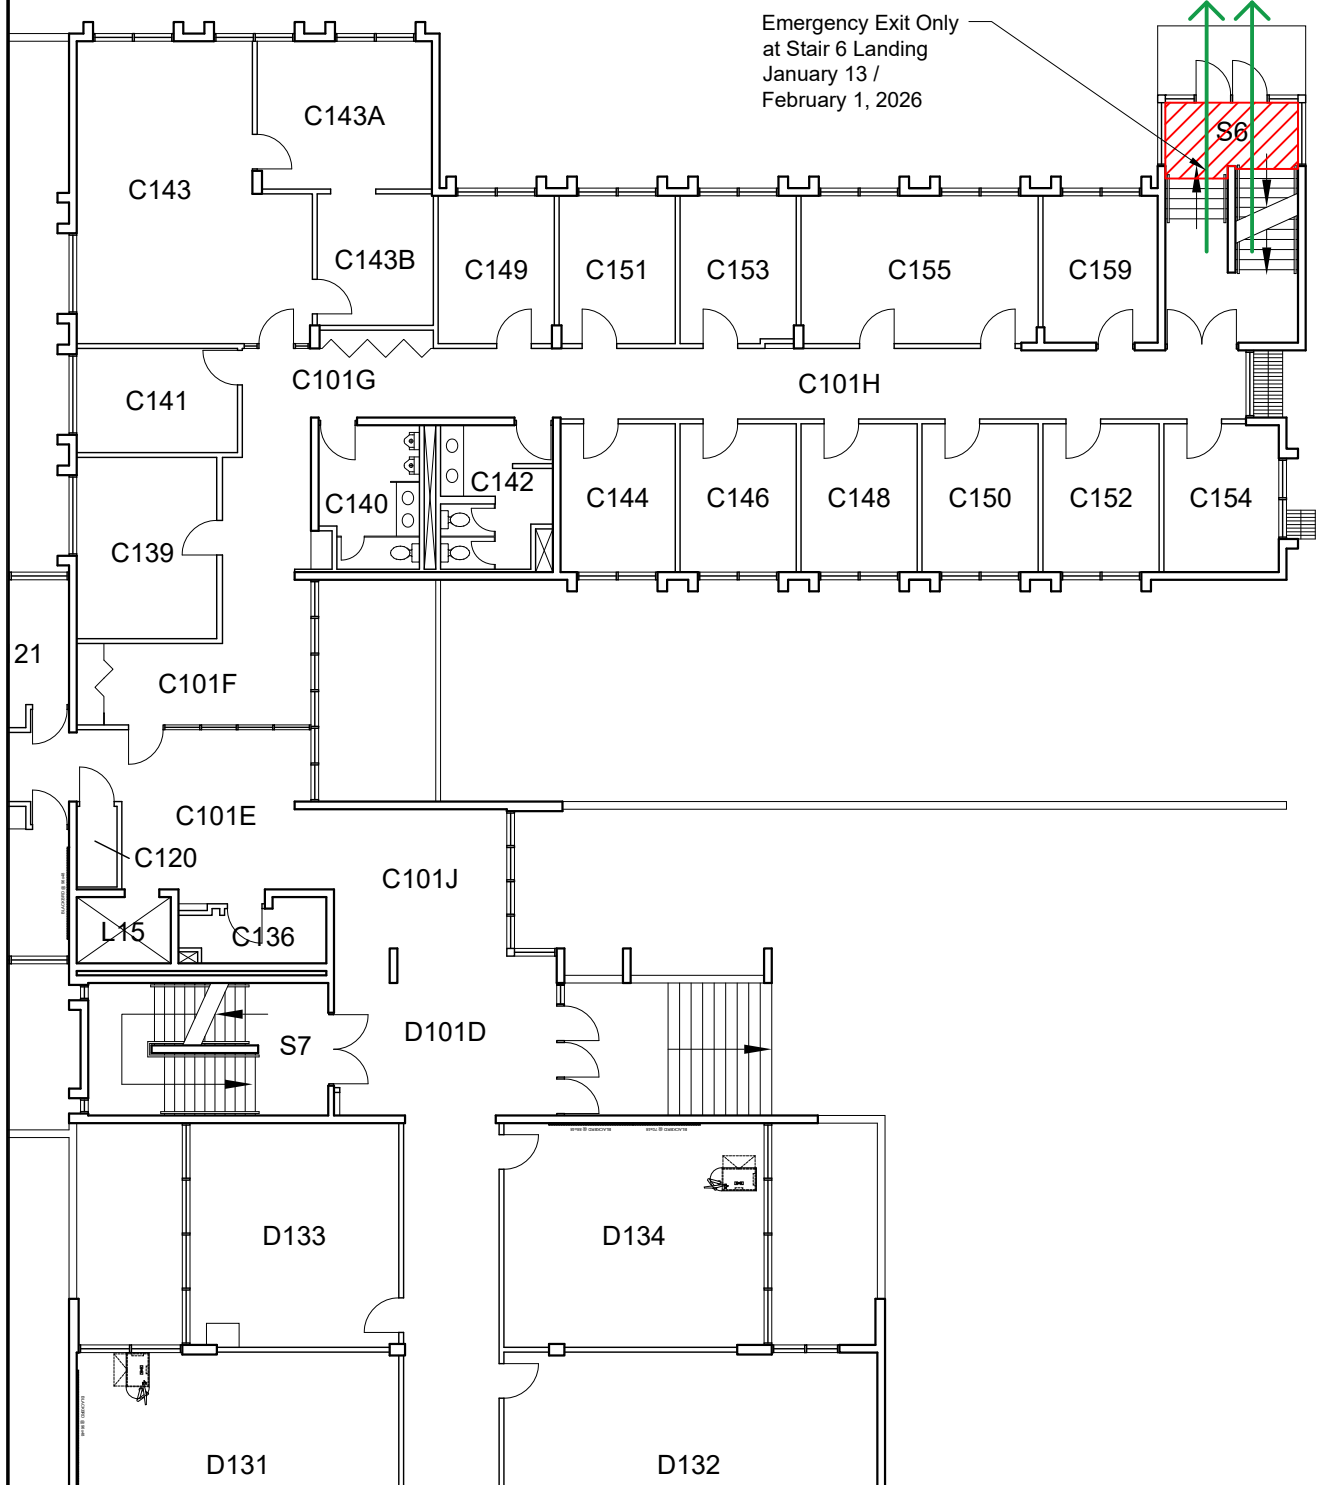 Emergency Exit Only
at Stair 6 Landing
January 13 /
February 1, 2026
S6
C143A
C143
C143B
C149
C151
C153
C155
C159
C101G
C101H
C141
C140
C142
C144
C146
C148
C150
C152
C154
C139
21
C101F
C101E
C120
C101J
L15
C136
D101D
S7
D133
D134
D131
D132